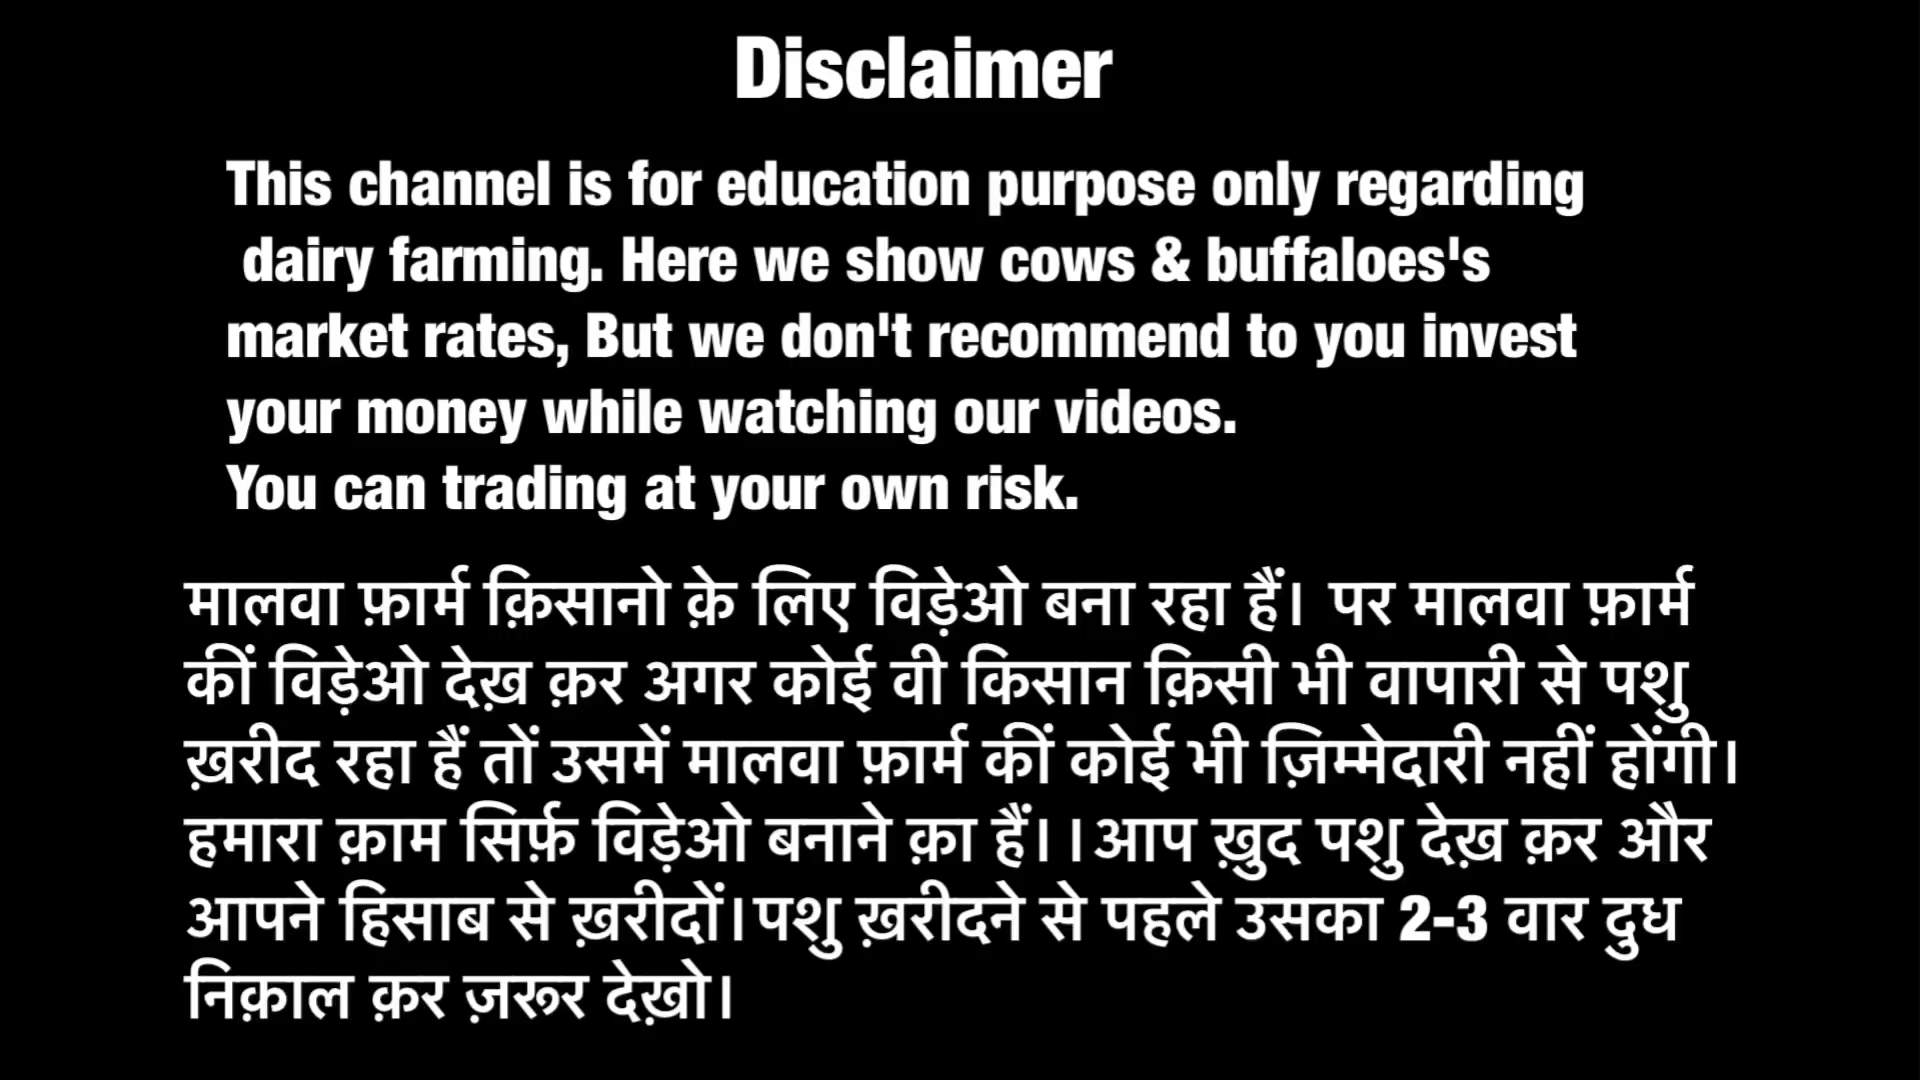 Disclaimer
This channel is for education purpose only regarding
dairy farming. Here we show cows & buffaloes's
market rates, But we don't recommend to you invest
your money while watching our videos.
You can trading at your own risk.
मालवा फ़ार्म क़िसानो क़े लिए विड़ेओ बना रहा हैं। पर मालवा फ़ार्म
कीं विड़ेओ देख़ क़र अगर कोई वी किसान क़िसी भी वापारी से पशु
ख़रीद रहा हैं तों उसमें मालवा फ़ार्म कीं कोई भी ज़िम्मेदारी नहीं होंगी।
हमारा क़ाम सिर्फ़ विड़ेओ बनाने क़ा हैं।।आप ख़ुद पशु देख़ क़र और
आपने हिसाब से ख़रीदों।पशु ख़रीदने से पहले उसका 2-3 वार दुध
निक़ाल क़र ज़रूर देख़ो।